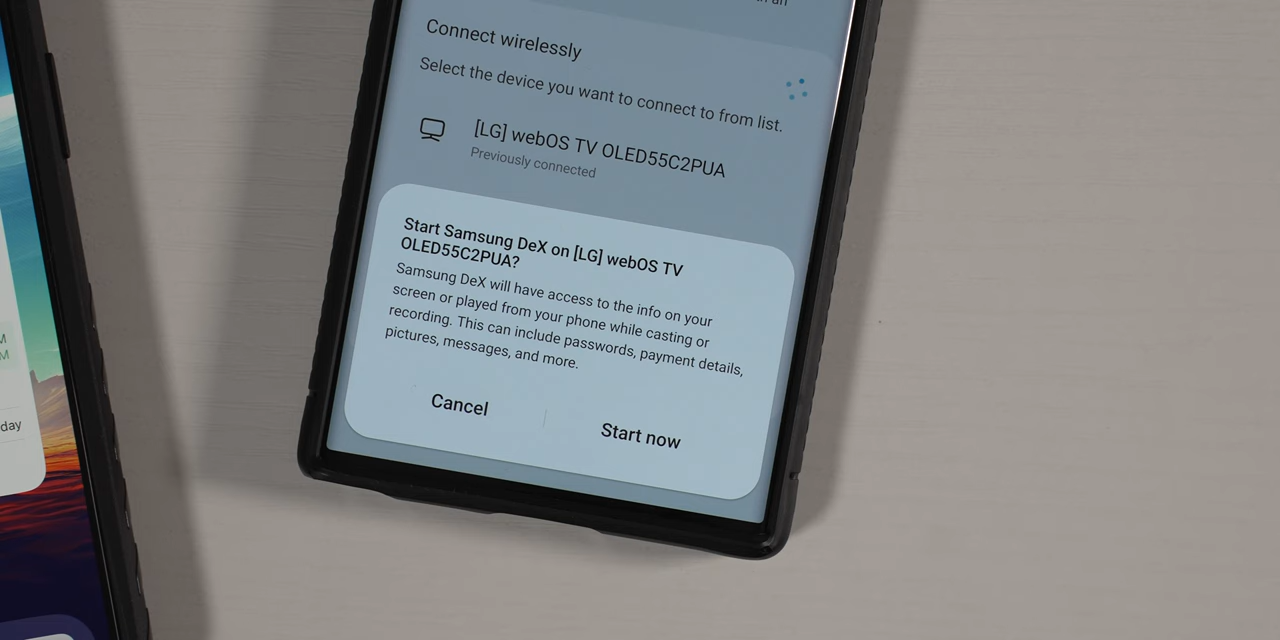 Connect wirelessly
Select the device you want to connect to from list.
[LG] webOS TV OLED55C2PUA
Previously connected
Start Samsung DeX on [LG] webOS TV
OLED55C2PUA?
Samsung DeX will have access to the info on your
screen or played from your phone while casting or
recording. This can include passwords, payment details,
pictures, messages, and more.
Cancel
Start now
M
M
day